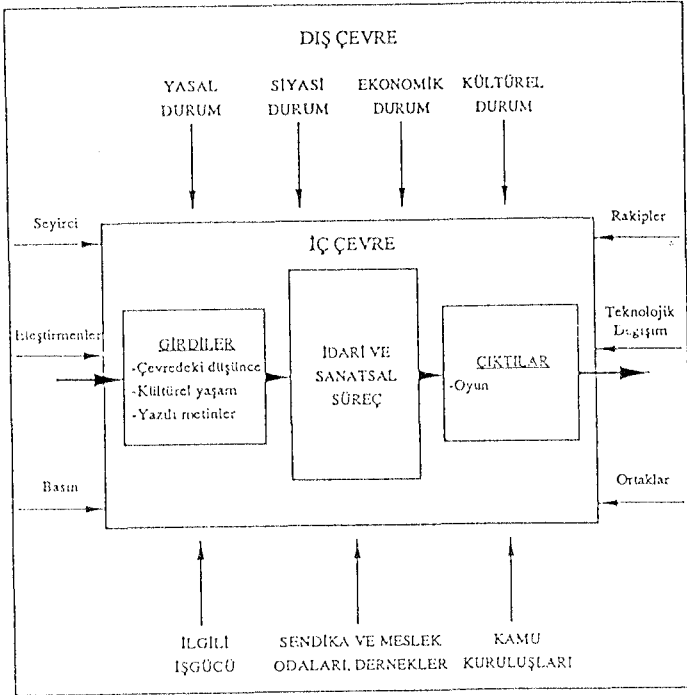 DIŞ ÇEVRE
YASAL DURUM
SİYASİ DURUM
EKONOMİK DURUM
KÜLTÜREL DURUM
Seyirci
Rakipler
İÇ ÇEVRE
Eleştirmenler
Teknolojik
Değişim
GİRDİLER
-Çevredeki düşünce
-Kültürel yaşam
-Yazılı metinler
İDARİ VE
SANATSAL
SÜREÇ
ÇIKTILAR
-Oyun
Basın
Ortaklar
İLGİLİ
İŞGÜCÜ
SENDİKA VE MESLEK
ODALARI, DERNEKLER
KAMU
KURULUŞLARI